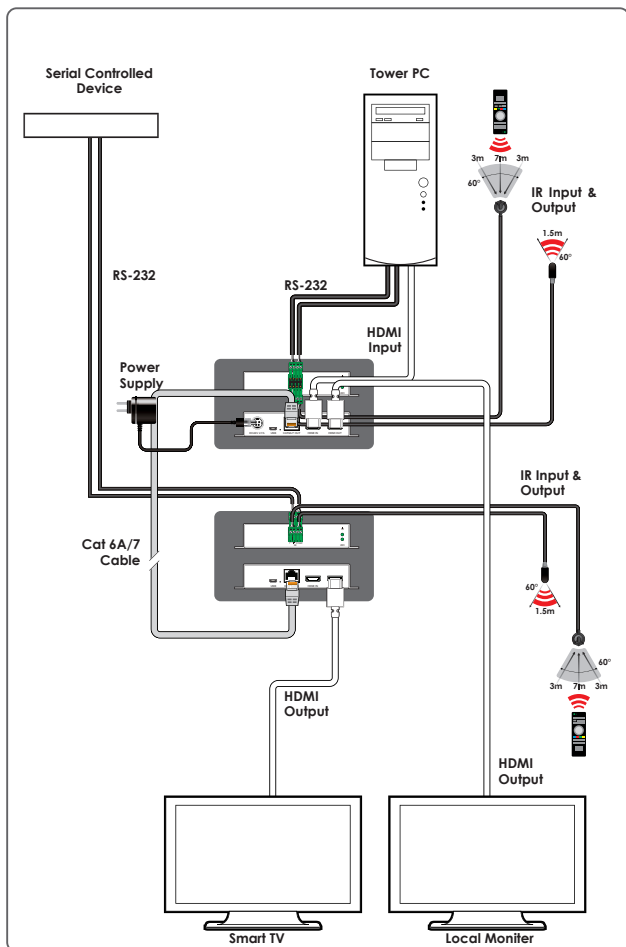 Serial Controlled
Device
Tower PC
3m 7m 3m
60°
IR Input &
Output
1.5m
60°
RS-232
RS-232
HDMI
Input
Power
Supply
IR Input &
Output
Cat 6A/7
Cable
60°
1.5m
60°
3m 7m 3m
HDMI
Output
HDMI
Output
Smart TV
Local Moniter